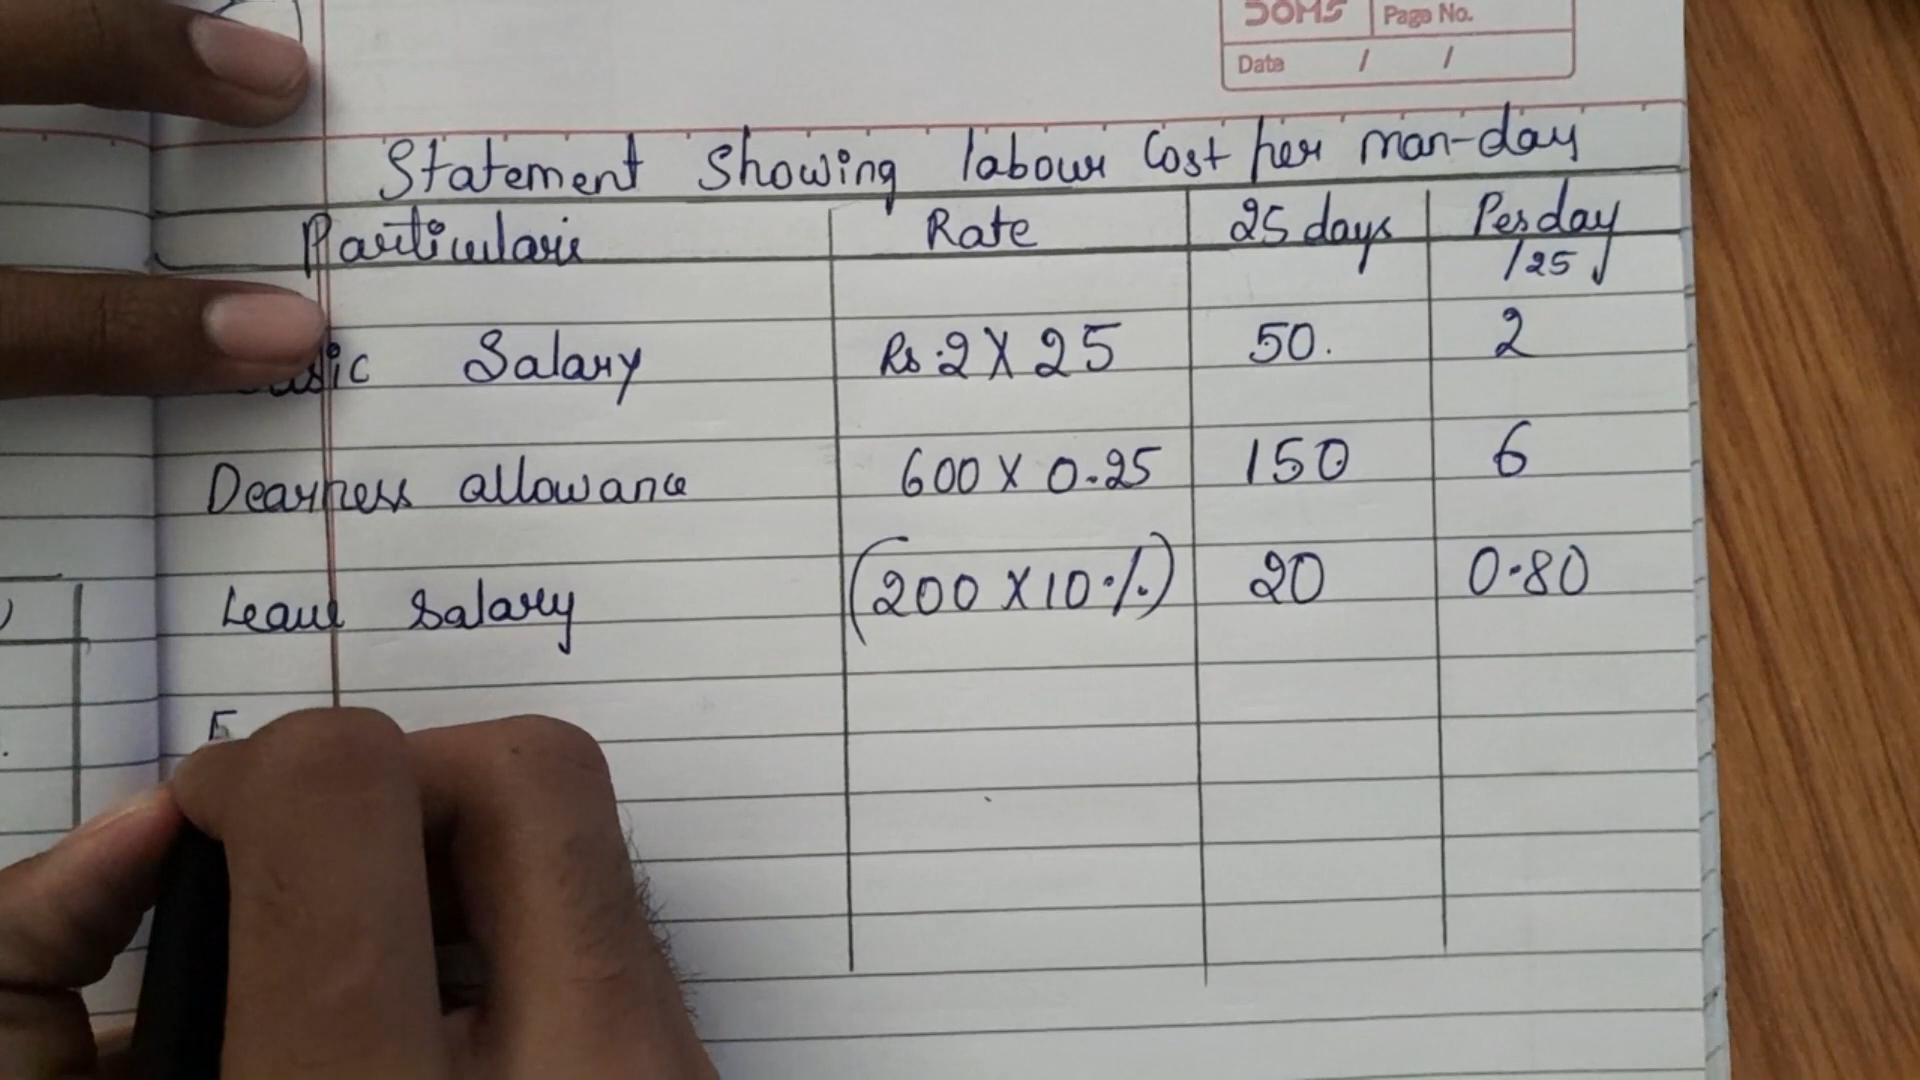 DOMS Page No.
Date / /
Statement Showing labour Cost per man-day
Particulars Rate 25 days Per day
/25
Salary Rs.2 X 25 50. 2
Dearness allowance 600 X 0.25 150 6
Leave Salary (200 X 10%) 20 0.80